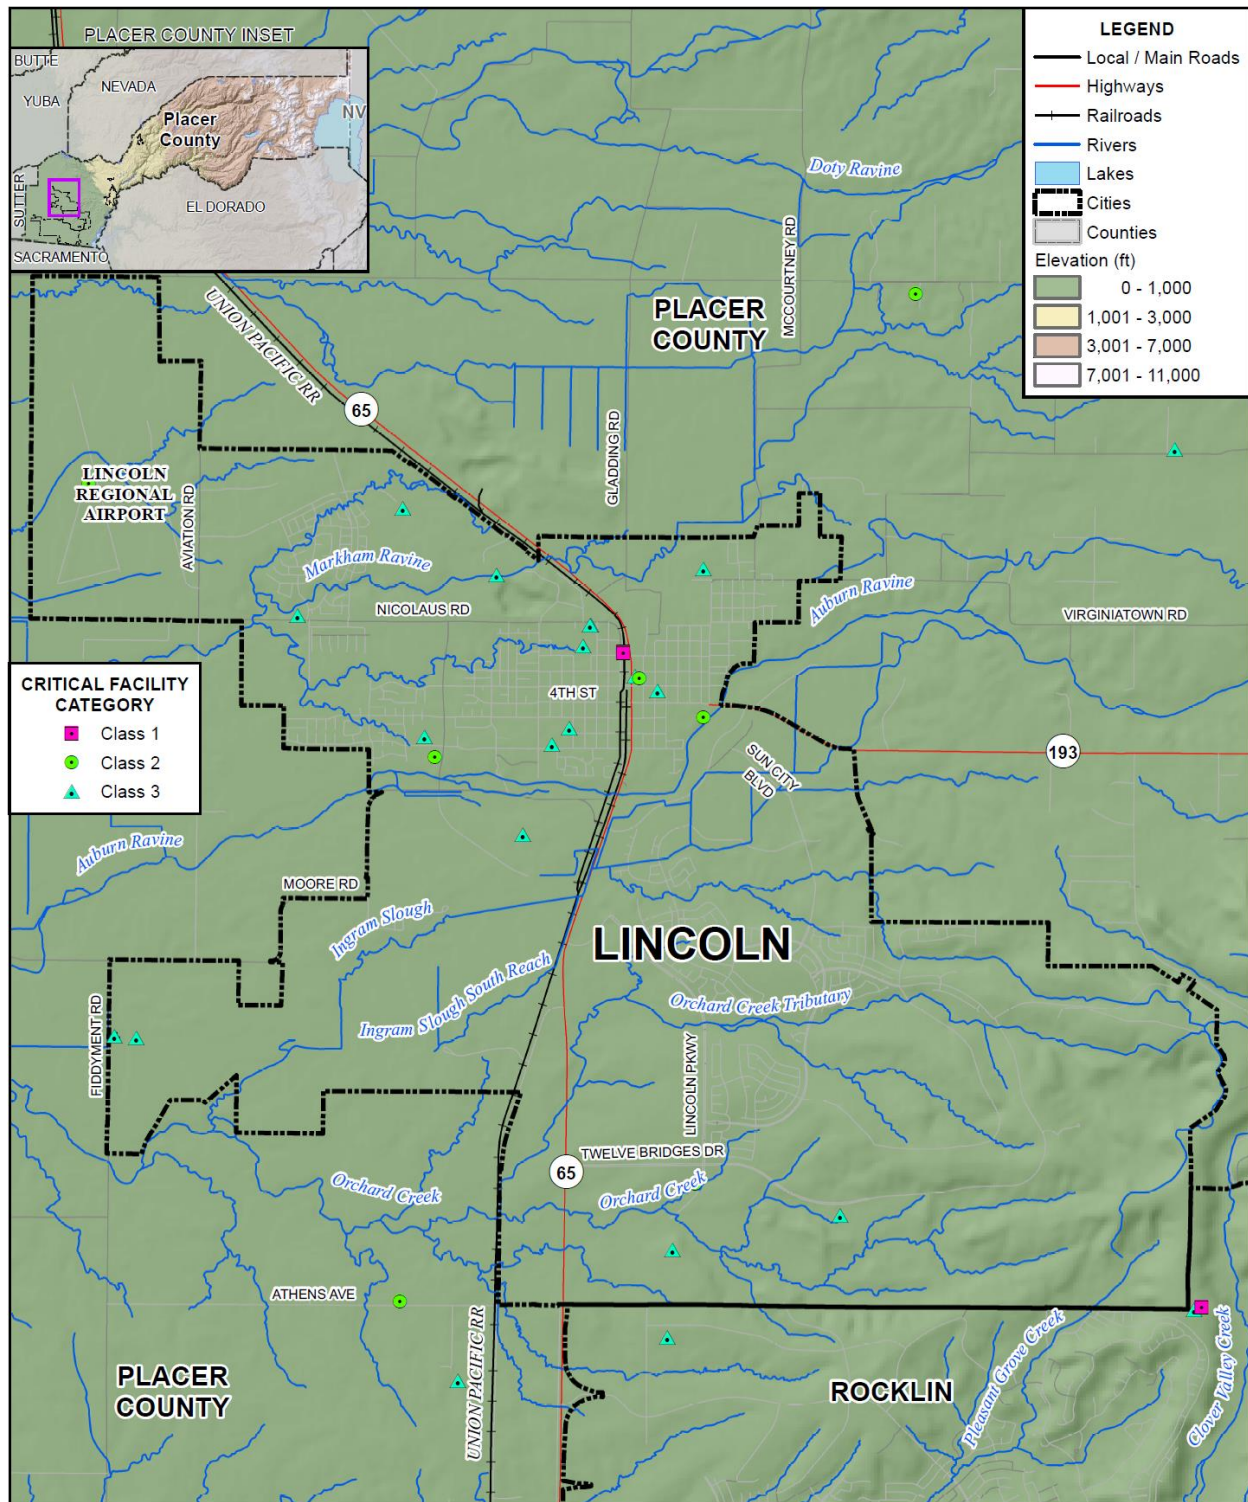 PLACER COUNTY INSET
BUTTE
NEVADA
YUBA
Placer
County
NV
SUTTER
EL DORADO
SACRAMENTO
LEGEND
Local / Main Roads
Highways
Railroads
Rivers
Lakes
Cities
Counties
Elevation (ft)
0 - 1,000
1,001 - 3,000
3,001 - 7,000
7,001 - 11,000
Doty Ravine
MCCOURTNEY RD
UNION PACIFIC RR
PLACER
COUNTY
65
GLADDING RD
LINCOLN
REGIONAL
AIRPORT
AVIATION RD
Markham Ravine
NICOLAUS RD
Auburn Ravine
VIRGINIATOWN RD
CRITICAL FACILITY
CATEGORY
Class 1
Class 2
Class 3
4TH ST
SUN CITY
BLVD
193
Auburn Ravine
MOORE RD
Ingram Slough
LINCOLN
Ingram Slough South Reach
Orchard Creek Tributary
FIDDYMENT RD
LINCOLN PKWY
TWELVE BRIDGES DR
65
Orchard Creek
Orchard Creek
ATHENS AVE
UNION PACIFIC RR
PLACER
COUNTY
ROCKLIN
Pleasant Grove Creek
Clover Valley Creek